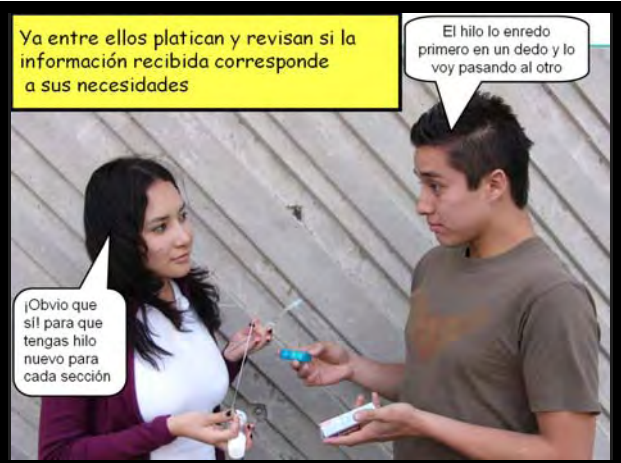 Ya entre ellos platican y revisan si la
información recibida corresponde
a sus necesidades
El hilo lo enredo
primero en un dedo y lo
voy pasando al otro
¡Obvio que
sí! para que
tengas hilo
nuevo para
cada sección